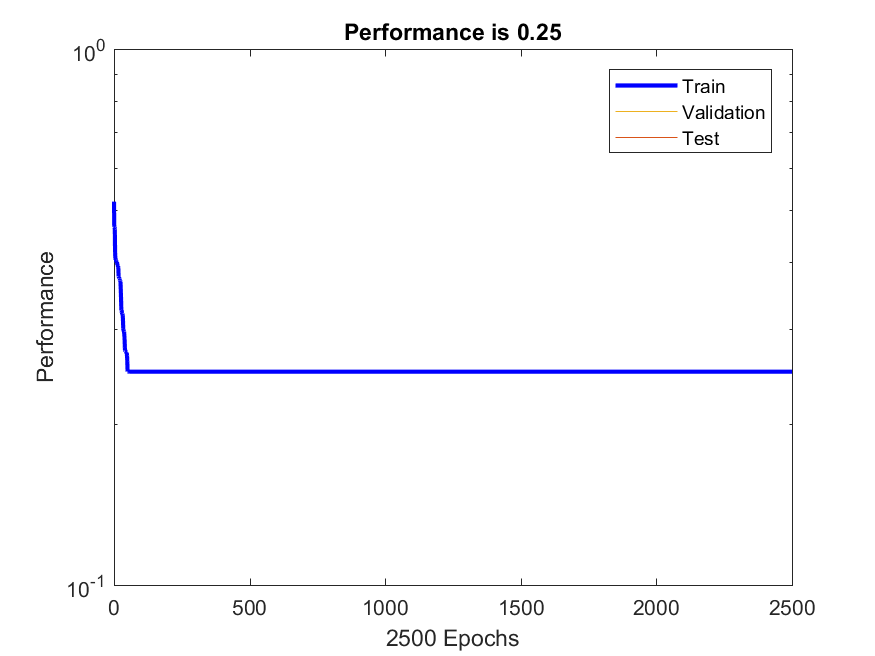 Performance is 0.25
Train
Validation
Test
Performance
10^0
10^-1
0 500 1000 1500 2000 2500
2500 Epochs